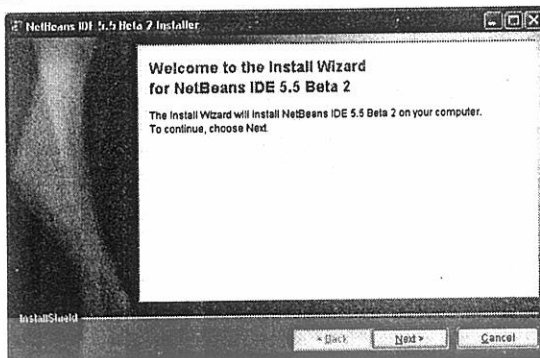 NetBeans IDE 5.5 Beta 2 Installer
Welcome to the Install Wizard
for NetBeans IDE 5.5 Beta 2
The Install Wizard will install NetBeans IDE 5.5 Beta 2 on your computer.
To continue, choose Next.
InstallShield
< Back
Next >
Cancel